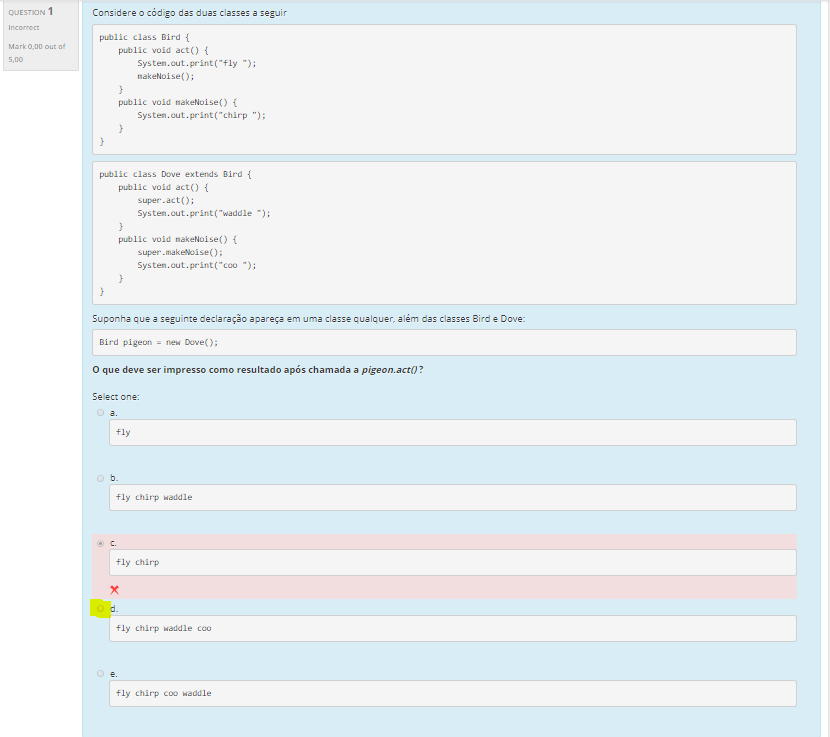 QUESTION 1
Incorrect
Mark 0,00 out of
5,00
Considere o código das duas classes a seguir
public class Bird {
    public void act() {
        System.out.print("fly ");
        makeNoise();
    }
    public void makeNoise() {
        System.out.print("chirp ");
    }
}
public class Dove extends Bird {
    public void act() {
        super.act();
        System.out.print("waddle ");
    }
    public void makeNoise() {
        super.makeNoise();
        System.out.print("coo ");
    }
}
Suponha que a seguinte declaração apareça em uma classe qualquer, além das classes Bird e Dove:
Bird pigeon = new Dove();
O que deve ser impresso como resultado após chamada a pigeon.act()?
Select one:
a.
fly
b.
fly chirp waddle
c.
fly chirp
d.
fly chirp waddle coo
e.
fly chirp coo waddle